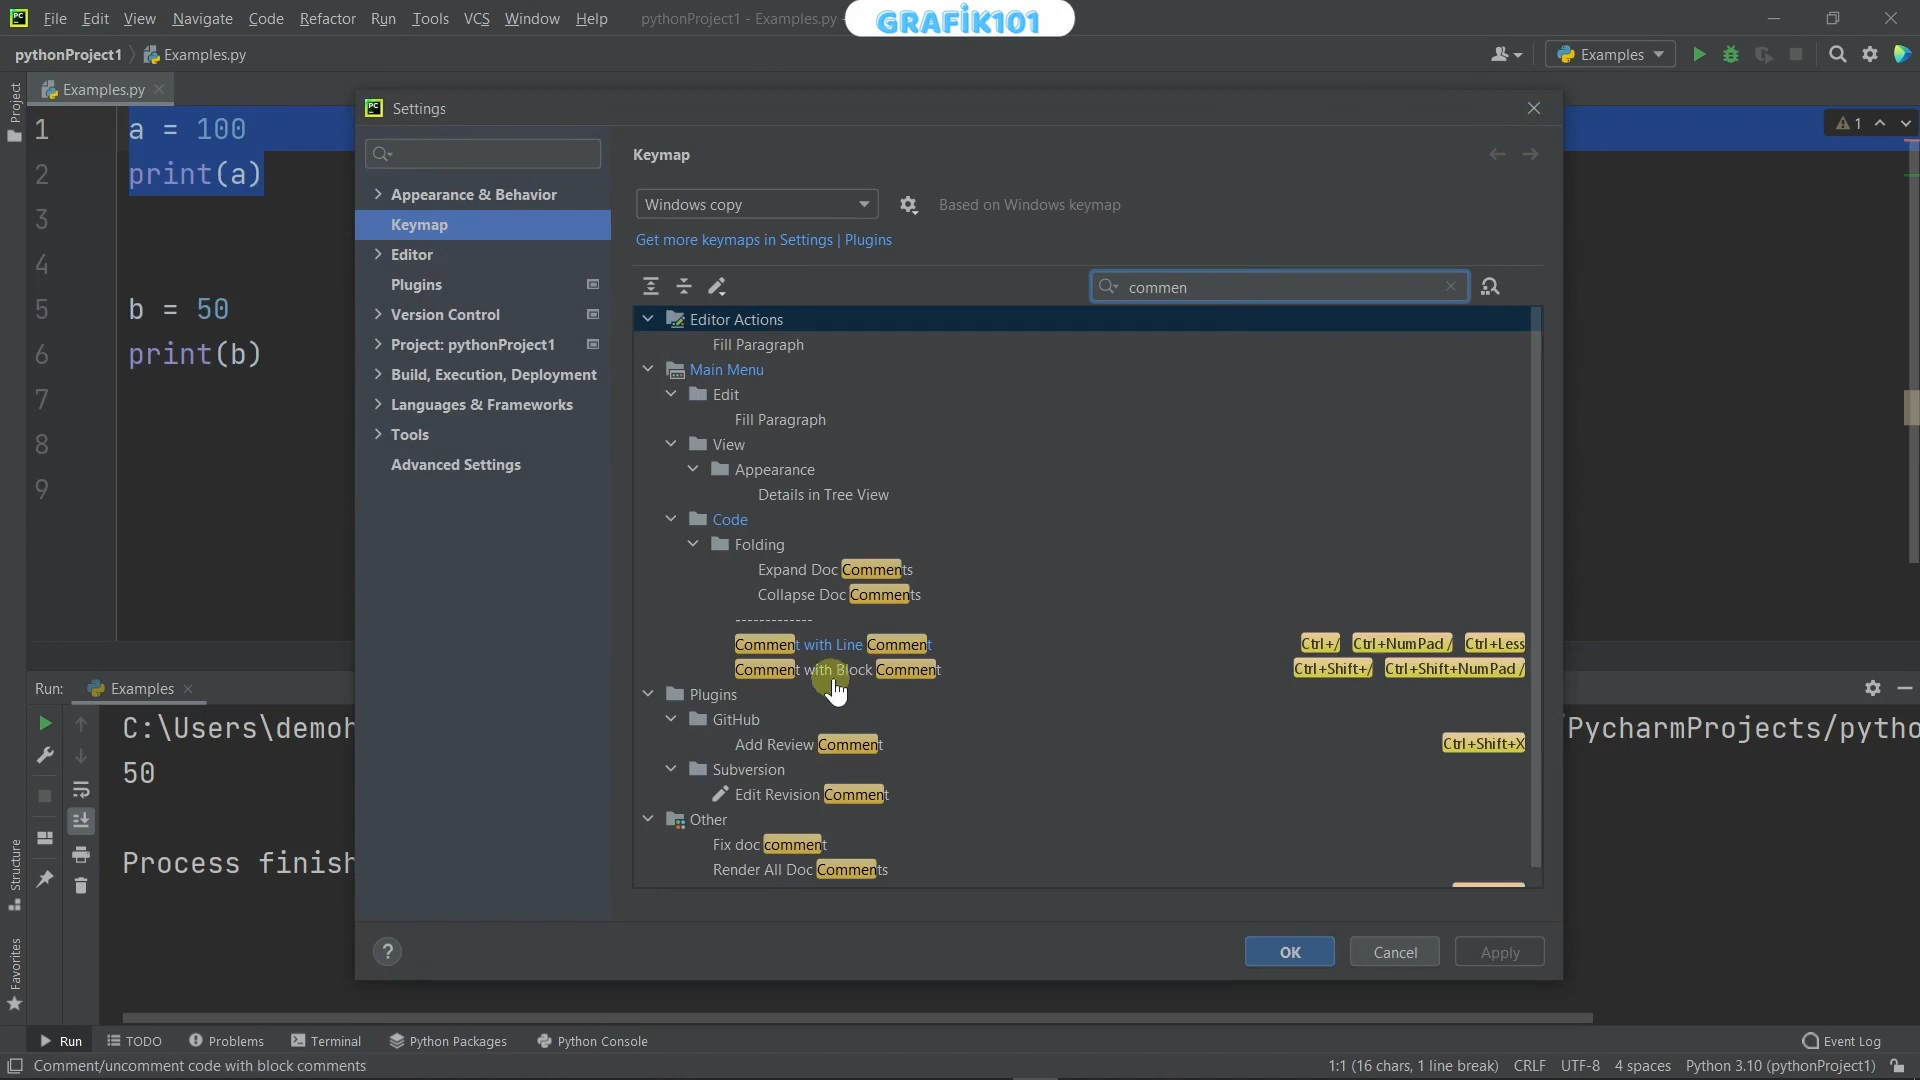 File Edit View Navigate Code Refactor Run Tools VCS Window Help pythonProject1 - Examples.py -
GRAFİK101
pythonProject1 Examples.py
Examples
Project
Examples.py
1 a = 100
2 print(a)
3
4
5 b = 50
6 print(b)
7
8
9
1
Settings
Appearance & Behavior
Keymap
Editor
Plugins
Version Control
Project: pythonProject1
Build, Execution, Deployment
Languages & Frameworks
Tools
Advanced Settings
Keymap
Windows copy
Based on Windows keymap
Get more keymaps in Settings | Plugins
commen
Editor Actions
Fill Paragraph
Main Menu
Edit
Fill Paragraph
View
Appearance
Details in Tree View
Code
Folding
Expand Doc Comments
Collapse Doc Comments
-------------
Comment with Line Comment Ctrl+/ Ctrl+NumPad / Ctrl+Less
Comment with Block Comment Ctrl+Shift+/ Ctrl+Shift+NumPad /
Plugins
GitHub
Add Review Comment Ctrl+Shift+X
Subversion
Edit Revision Comment
Other
Fix doc comment
Render All Doc Comments
? OK Cancel Apply
Run: Examples
C:\Users\demoh
/PycharmProjects/pytho
50
Process finish
Structure
Favorites
Run TODO Problems Terminal Python Packages Python Console Event Log
Comment/uncomment code with block comments 1:1 (16 chars, 1 line break) CRLF UTF-8 4 spaces Python 3.10 (pythonProject1)